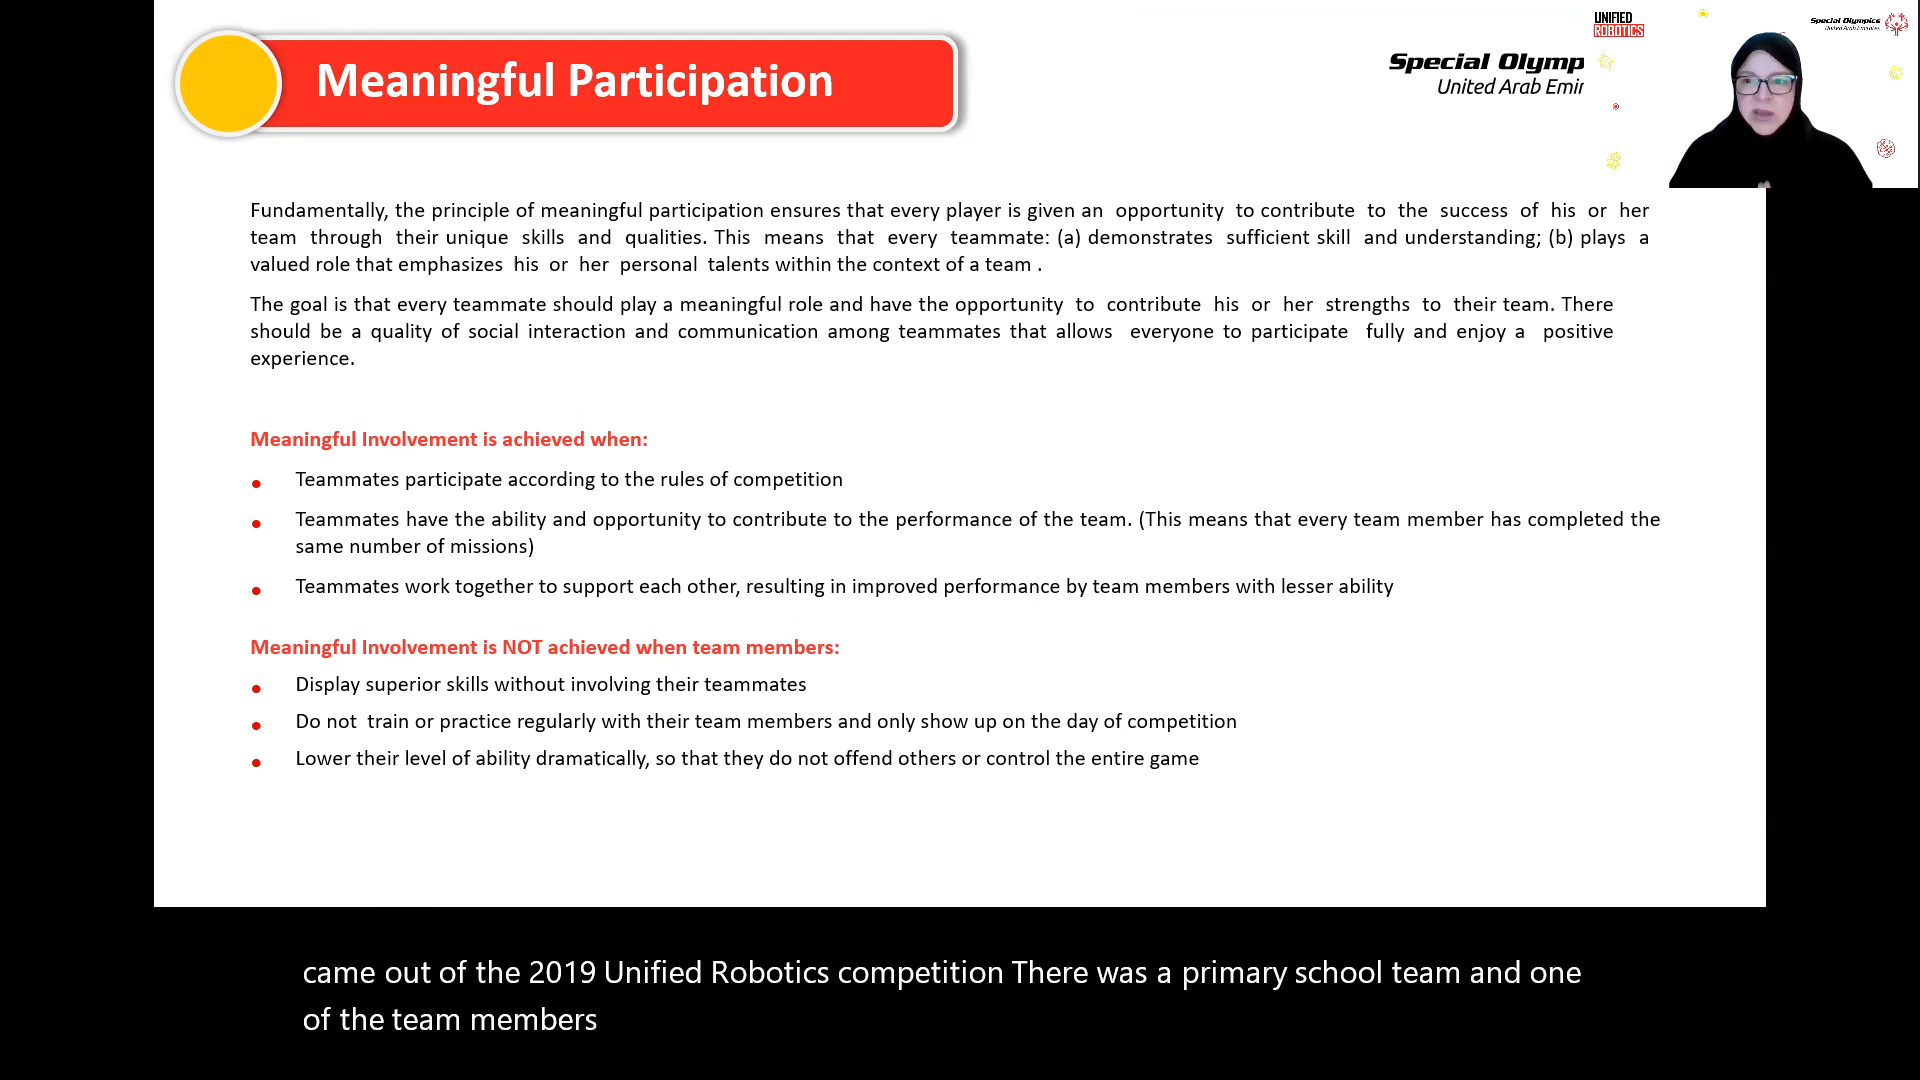 Meaningful Participation
Special Olymp
United Arab Emir
UNIFIED
ROBOTICS
Special Olympics
United Arab Emirates
Fundamentally, the principle of meaningful participation ensures that every player is given an opportunity to contribute to the success of his or her
team through their unique skills and qualities. This means that every teammate: (a) demonstrates sufficient skill and understanding; (b) plays a
valued role that emphasizes his or her personal talents within the context of a team .
The goal is that every teammate should play a meaningful role and have the opportunity to contribute his or her strengths to their team. There
should be a quality of social interaction and communication among teammates that allows everyone to participate fully and enjoy a positive
experience.
Meaningful Involvement is achieved when:
• Teammates participate according to the rules of competition
• Teammates have the ability and opportunity to contribute to the performance of the team. (This means that every team member has completed the
same number of missions)
• Teammates work together to support each other, resulting in improved performance by team members with lesser ability
Meaningful Involvement is NOT achieved when team members:
• Display superior skills without involving their teammates
• Do not train or practice regularly with their team members and only show up on the day of competition
• Lower their level of ability dramatically, so that they do not offend others or control the entire game
came out of the 2019 Unified Robotics competition There was a primary school team and one
of the team members